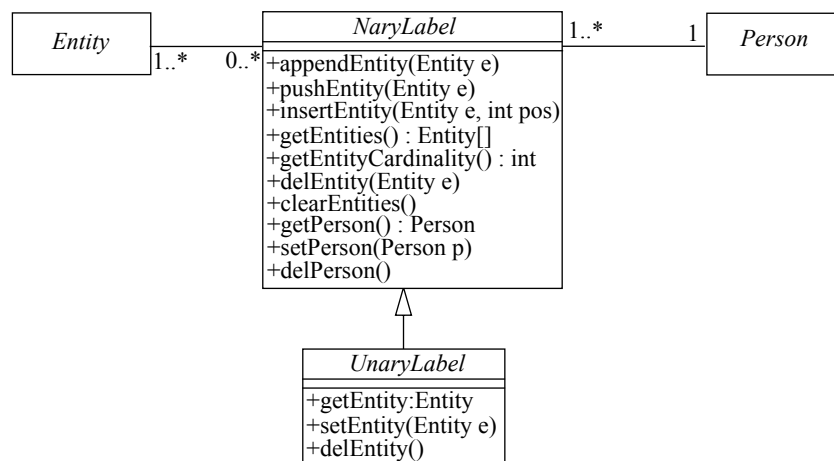 Entity
1..*
0..*
NaryLabel
+appendEntity(Entity e)
+pushEntity(Entity e)
+insertEntity(Entity e, int pos)
+getEntities() : Entity[]
+getEntityCardinality() : int
+delEntity(Entity e)
+clearEntities()
+getPerson() : Person
+setPerson(Person p)
+delPerson()
1..*
1
Person
UnaryLabel
+getEntity:Entity
+setEntity(Entity e)
+delEntity()